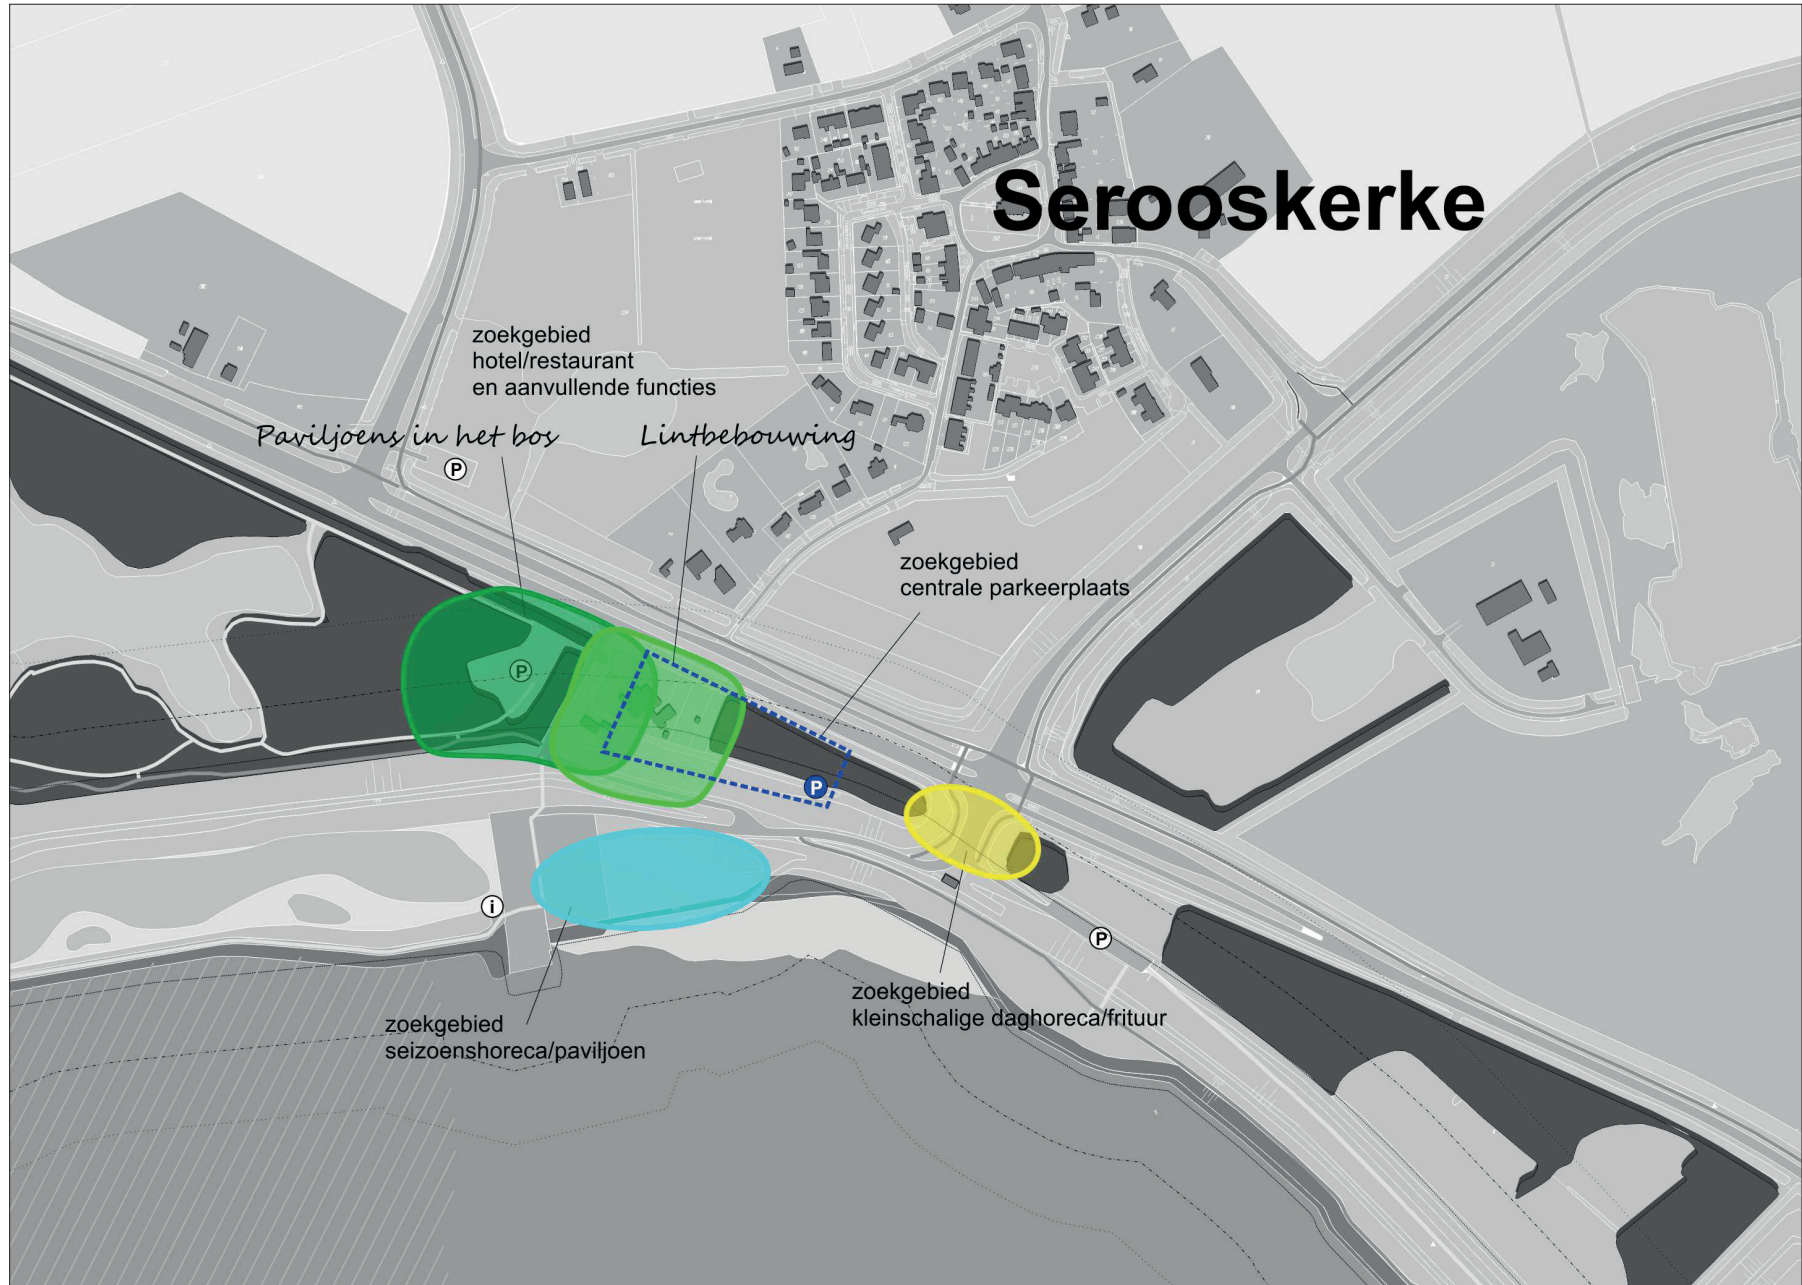 Serooskerke
zoekgebied
hotel/restaurant
en aanvullende functies
Paviljoens in het bos
Lintbebouwing
P
zoekgebied
centrale parkeerplaats
P
P
i
P
zoekgebied
kleinschalige daghoreca/frituur
zoekgebied
seizoenshoreca/paviljoen